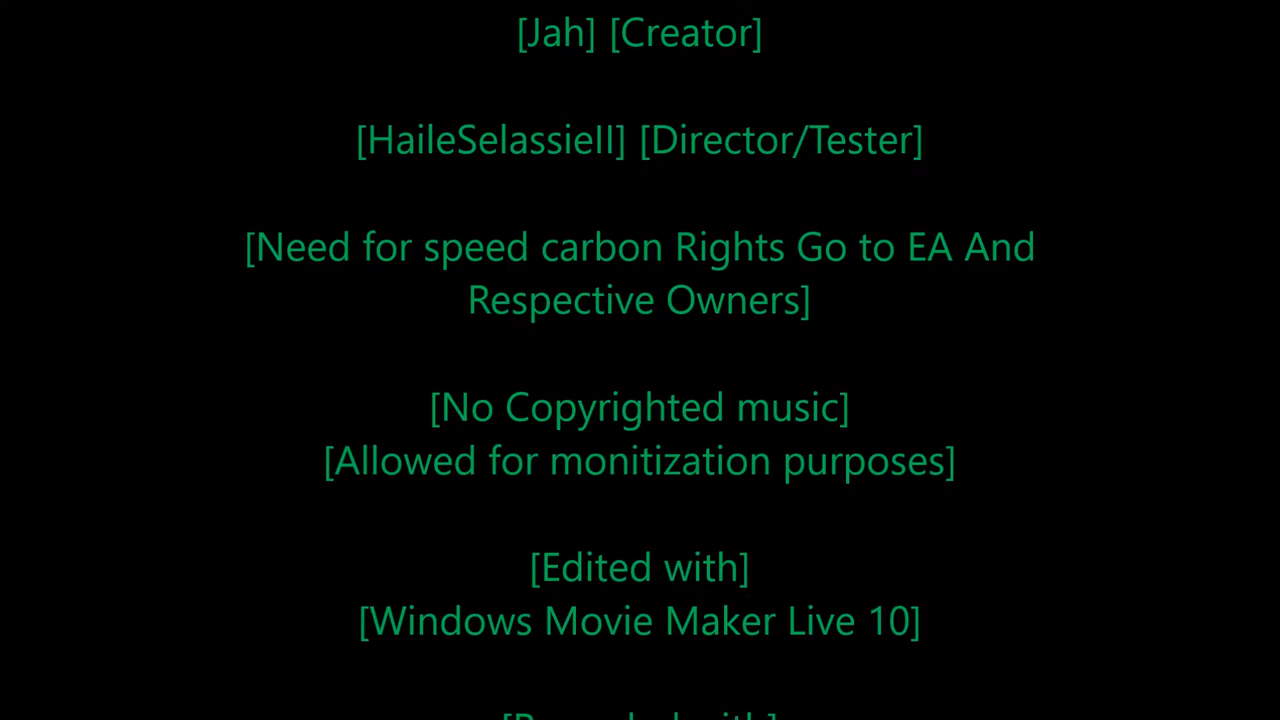 [Jah] [Creator]
[HaileSelassieII] [Director/Tester]
[Need for speed carbon Rights Go to EA And
Respective Owners]
[No Copyrighted music]
[Allowed for monitization purposes]
[Edited with]
[Windows Movie Maker Live 10]